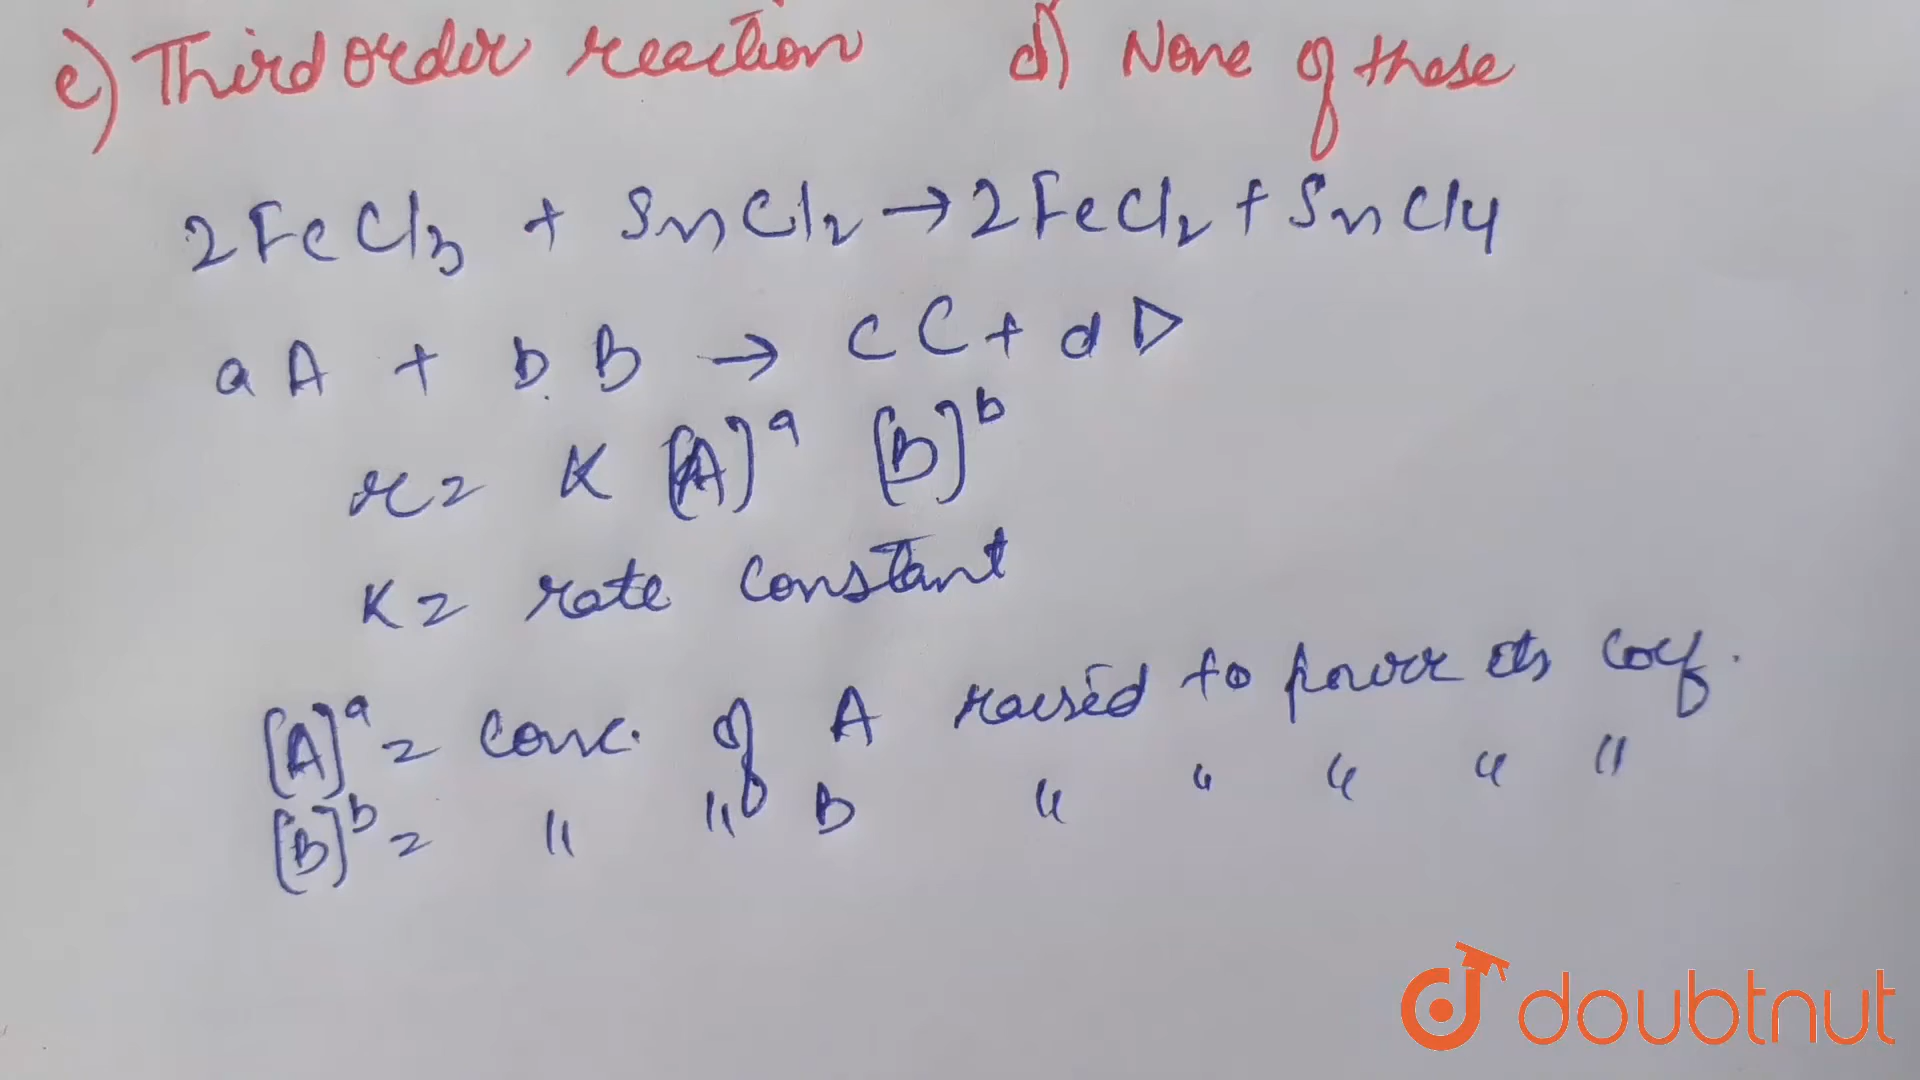 c) Third order reaction d) None of these
2FeCl3 + SnCl2 → 2FeCl2 + SnCl4
aA + bB → cC + dD
r = K [A]^a [B]^b
K = rate constant
[A]^a = conc. of A raised to power its coef.
[B]^b = " " B " " " " "
doubtnut